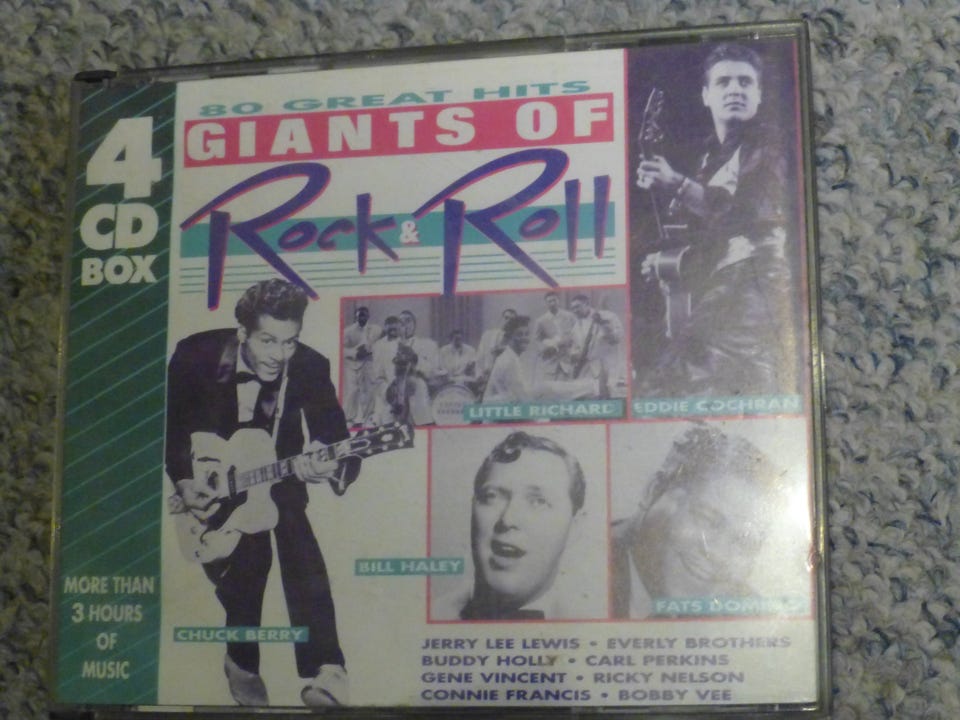 4
CD
BOX
MORE THAN
3 HOURS
OF
MUSIC
80 GREAT HITS
GIANTS OF
Rock & Roll
LITTLE RICHARD
EDDIE COCHRAN
BILL HALEY
FATS DOMINO
CHUCK BERRY
JERRY LEE LEWIS • EVERLY BROTHERS
BUDDY HOLLY • CARL PERKINS
GENE VINCENT • RICKY NELSON
CONNIE FRANCIS • BOBBY VEE